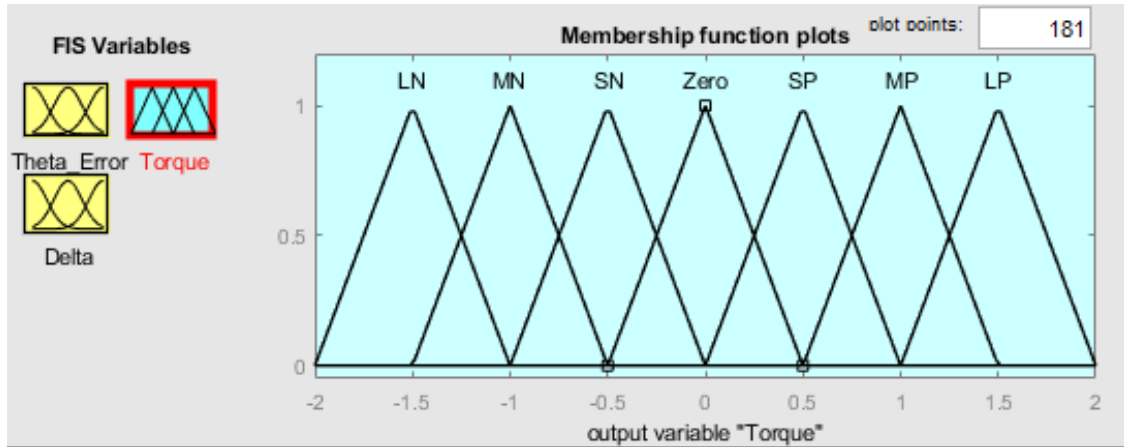 FIS Variables
Theta_Error
Torque
Delta
Membership function plots
plot points:
181
LN MN SN Zero SP MP LP
1
0.5
0
-2 -1.5 -1 -0.5 0 0.5 1 1.5 2
output variable "Torque"